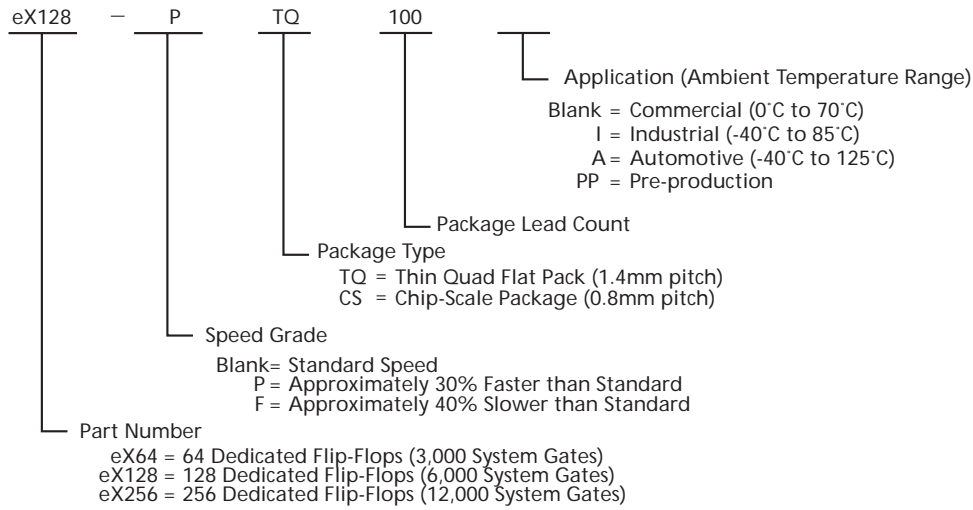 eX128 – P TQ 100
Application (Ambient Temperature Range)
Blank = Commercial (0˚C to 70˚C)
I = Industrial (-40˚C to 85˚C)
A = Automotive (-40˚C to 125˚C)
PP = Pre-production
Package Lead Count
Package Type
TQ = Thin Quad Flat Pack (1.4mm pitch)
CS = Chip-Scale Package (0.8mm pitch)
Speed Grade
Blank= Standard Speed
P = Approximately 30% Faster than Standard
F = Approximately 40% Slower than Standard
Part Number
eX64 = 64 Dedicated Flip-Flops (3,000 System Gates)
eX128 = 128 Dedicated Flip-Flops (6,000 System Gates)
eX256 = 256 Dedicated Flip-Flops (12,000 System Gates)